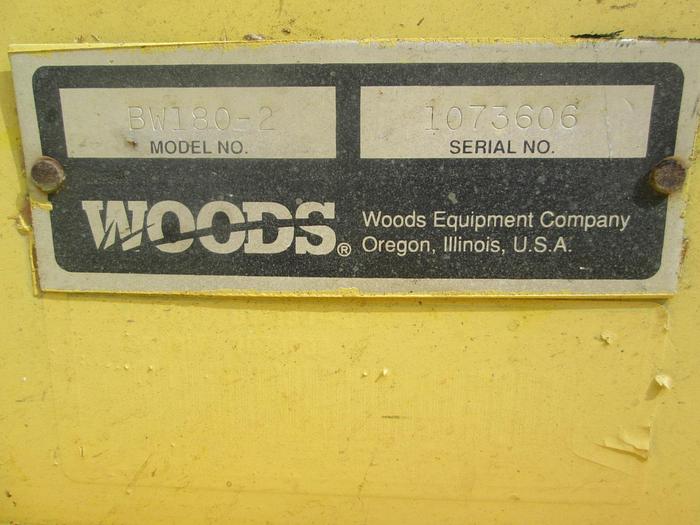 BW180-2 1073606
MODEL NO. SERIAL NO.
WOODS® Woods Equipment Company
Oregon, Illinois, U.S.A.